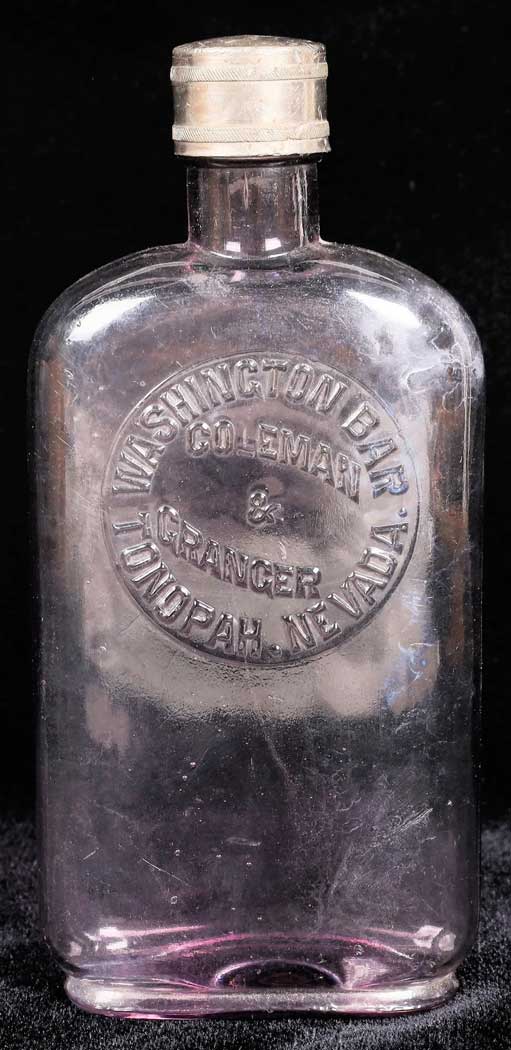 WASHINGTON BAR.
COLEMAN
&
GRANGER
TONOPAH. NEVADA.